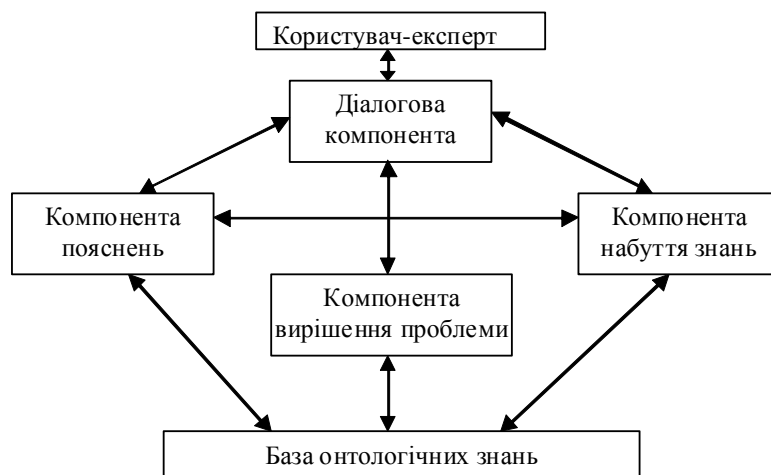 Користувач-експерт
Діалогова
компонента
Компонента
пояснень
Компонента
набуття знань
Компонента
вирішення проблеми
База онтологічних знань